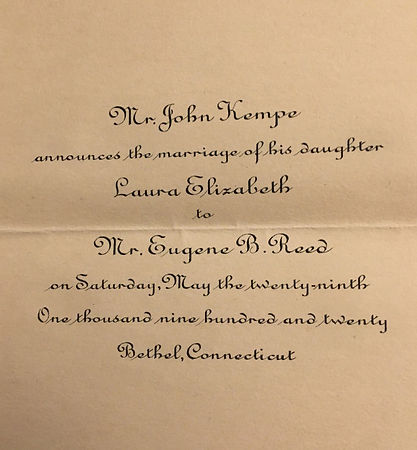 Mr. John Kempe
announces the marriage of his daughter
Laura Elizabeth
to
Mr. Eugene B. Reed
on Saturday, May the twenty-ninth
One thousand nine hundred and twenty
Bethel, Connecticut